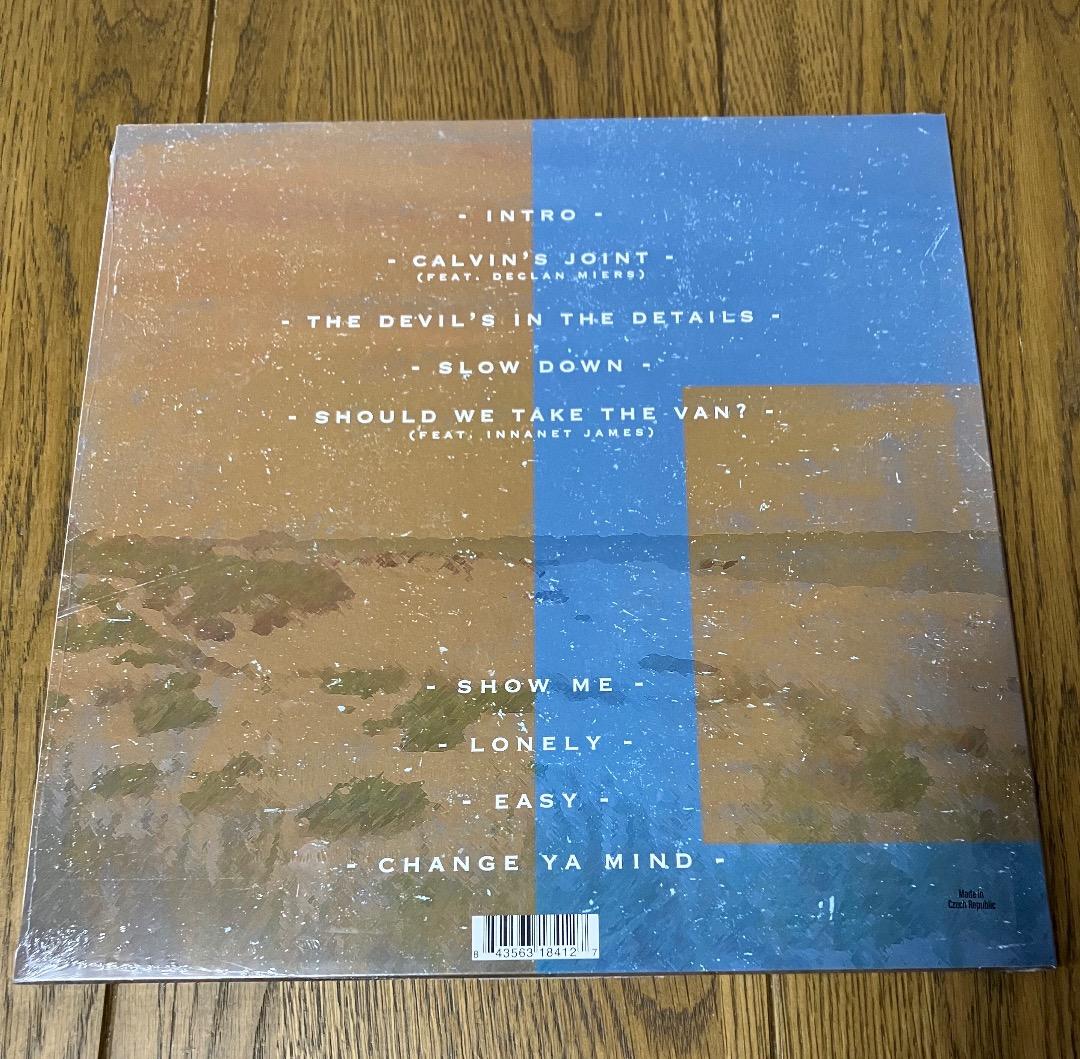 - INTRO -
- CALVIN'S JOINT -
(FEAT. DECLAN MIERS)
- THE DEVIL'S IN THE DETAILS -
- SLOW DOWN -
- SHOULD WE TAKE THE VAN? -
(FEAT. INNANET JAMES)
- SHOW ME -
- LONELY -
- EASY -
- CHANGE YA MIND -
Made in
Czech Republic
8 43563 18412 7